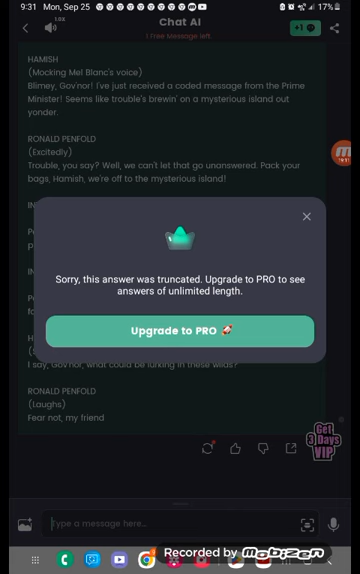 9:31 Mon, Sep 25
17%
1.0X
Chat AI
1 Free Message left
+1
HAMISH
(Mocking Mel Blanc's voice)
Blimey, Gov'nor! I've just received a coded message from the Prime
Minister! Seems like trouble's brewin' on a mysterious island out
yonder.
RONALD PENFOLD
(Excitedly)
Trouble, you say? Well, we can't let that go unanswered. Pack your
bags, Hamish, we're off to the mysterious island!
Sorry, this answer was truncated. Upgrade to PRO to see
answers of unlimited length.
Upgrade to PRO 🚀
I say, Gov'nor, what could be lurking in these wilds?
RONALD PENFOLD
(Laughs)
Fear not, my friend
Get
3 Days
VIP
Type a message here...
Recorded by mobizen